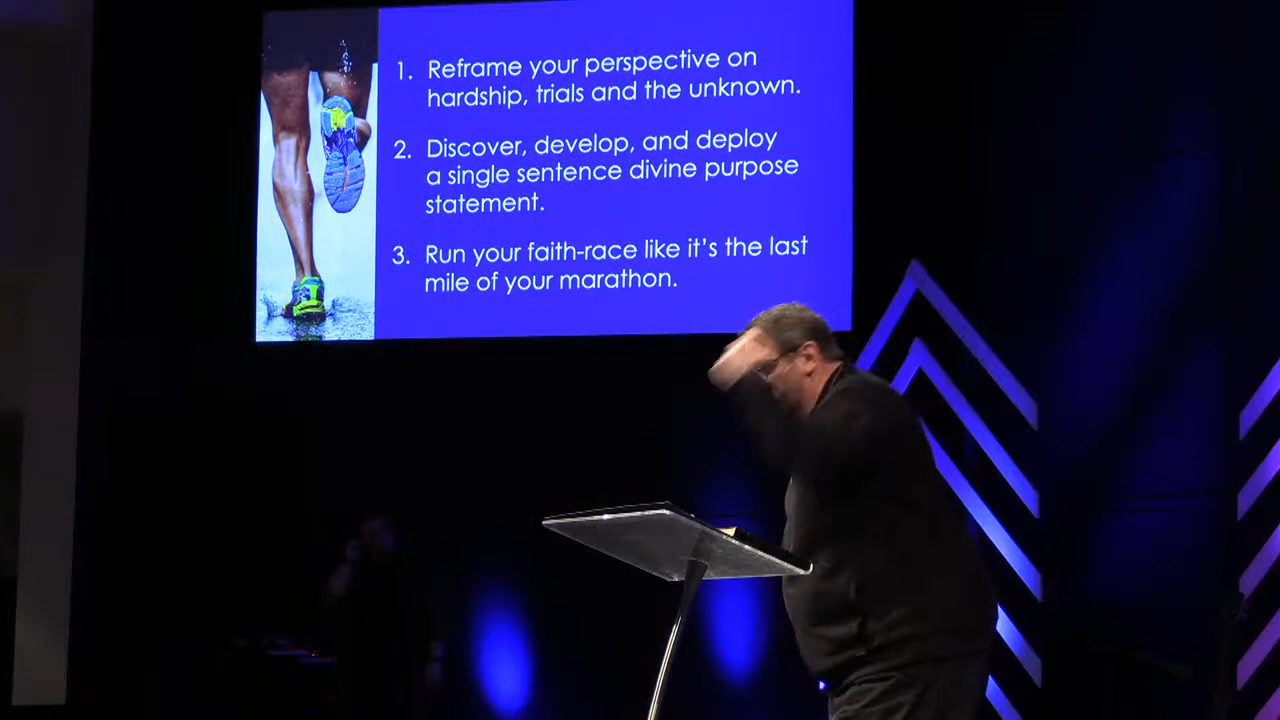 1. Reframe your perspective on
hardship, trials and the unknown.
2. Discover, develop, and deploy
a single sentence divine purpose
statement.
3. Run your faith-race like it's the last
mile of your marathon.